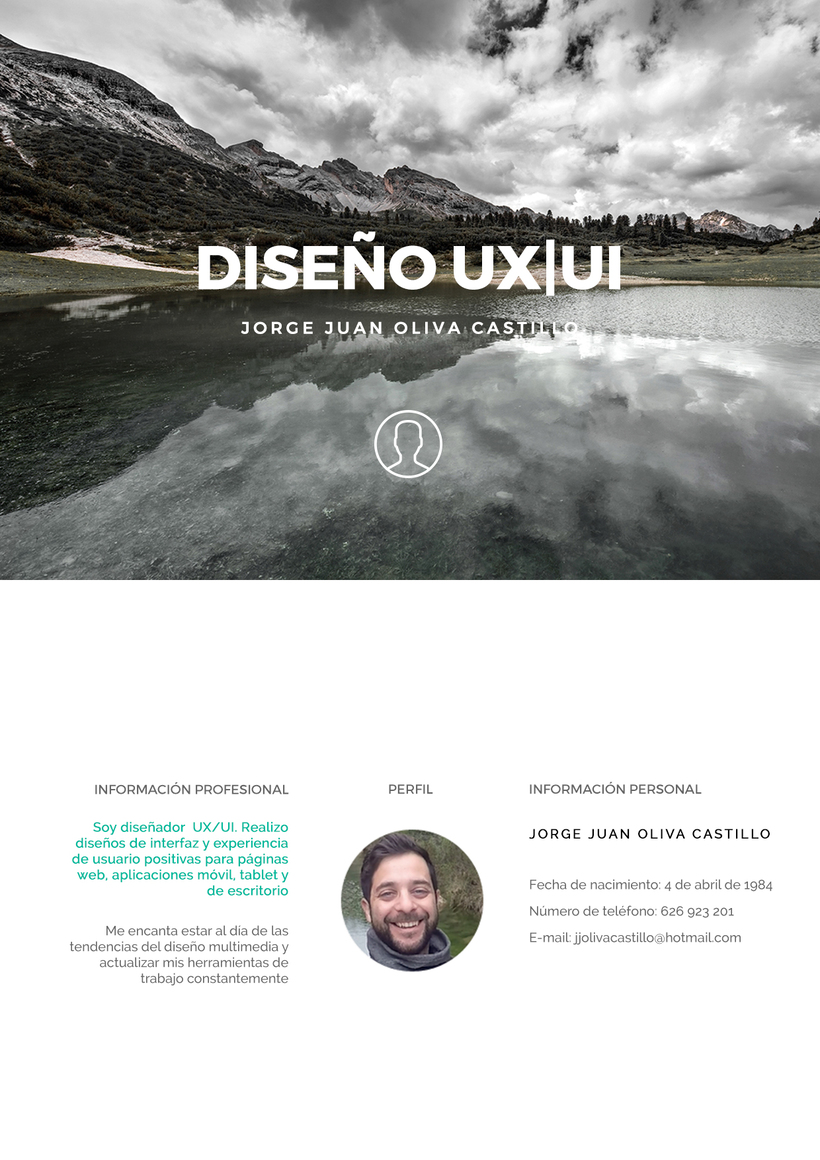 DISEÑO UX|UI
JORGE JUAN OLIVA CASTILLO
INFORMACIÓN PROFESIONAL
Soy diseñador  UX/UI. Realizo
diseños de interfaz y experiencia
de usuario positivas para páginas
web, aplicaciones móvil, tablet y
de escritorio
Me encanta estar al día de las
tendencias del diseño multimedia y
actualizar mis herramientas de
trabajo constantemente
PERFIL
INFORMACIÓN PERSONAL
JORGE JUAN OLIVA CASTILLO
Fecha de nacimiento: 4 de abril de 1984
Número de teléfono: 626 923 201
E-mail: jjolivacastillo@hotmail.com